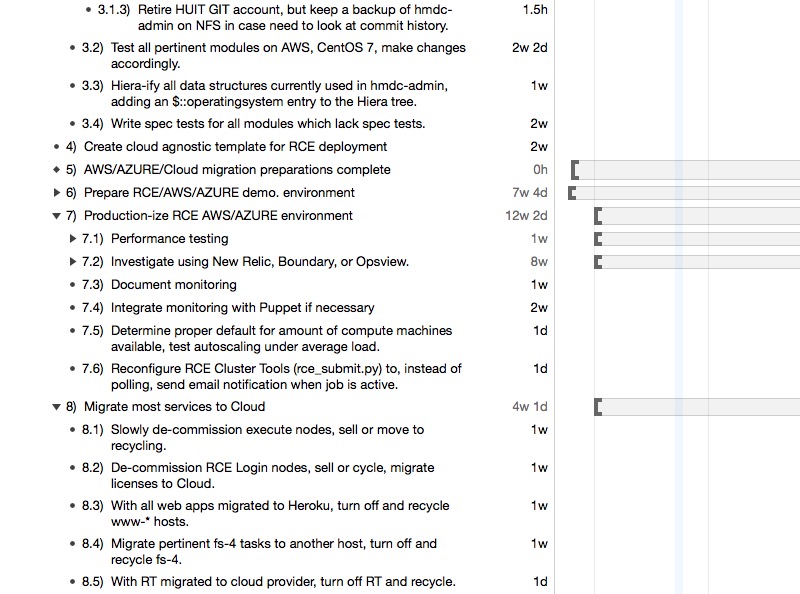 3.1.3) Retire HUIT GIT account, but keep a backup of hmdc- 1.5h
admin on NFS in case need to look at commit history.
3.2) Test all pertinent modules on AWS, CentOS 7, make changes 2w 2d
accordingly.
3.3) Hiera-ify all data structures currently used in hmdc-admin, 1w
adding an $::operatingsystem entry to the Hiera tree.
3.4) Write spec tests for all modules which lack spec tests. 2w
4) Create cloud agnostic template for RCE deployment 2w
5) AWS/AZURE/Cloud migration preparations complete 0h
6) Prepare RCE/AWS/AZURE demo. environment 7w 4d
7) Production-ize RCE AWS/AZURE environment 12w 2d
7.1) Performance testing 1w
7.2) Investigate using New Relic, Boundary, or Opsview. 8w
7.3) Document monitoring 1w
7.4) Integrate monitoring with Puppet if necessary 2w
7.5) Determine proper default for amount of compute machines 1d
available, test autoscaling under average load.
7.6) Reconfigure RCE Cluster Tools (rce_submit.py) to, instead of 1d
polling, send email notification when job is active.
8) Migrate most services to Cloud 4w 1d
8.1) Slowly de-commission execute nodes, sell or move to 1w
recycling.
8.2) De-commission RCE Login nodes, sell or cycle, migrate 1w
licenses to Cloud.
8.3) With all web apps migrated to Heroku, turn off and recycle 1w
www-* hosts.
8.4) Migrate pertinent fs-4 tasks to another host, turn off and 1w
recycle fs-4.
8.5) With RT migrated to cloud provider, turn off RT and recycle. 1d